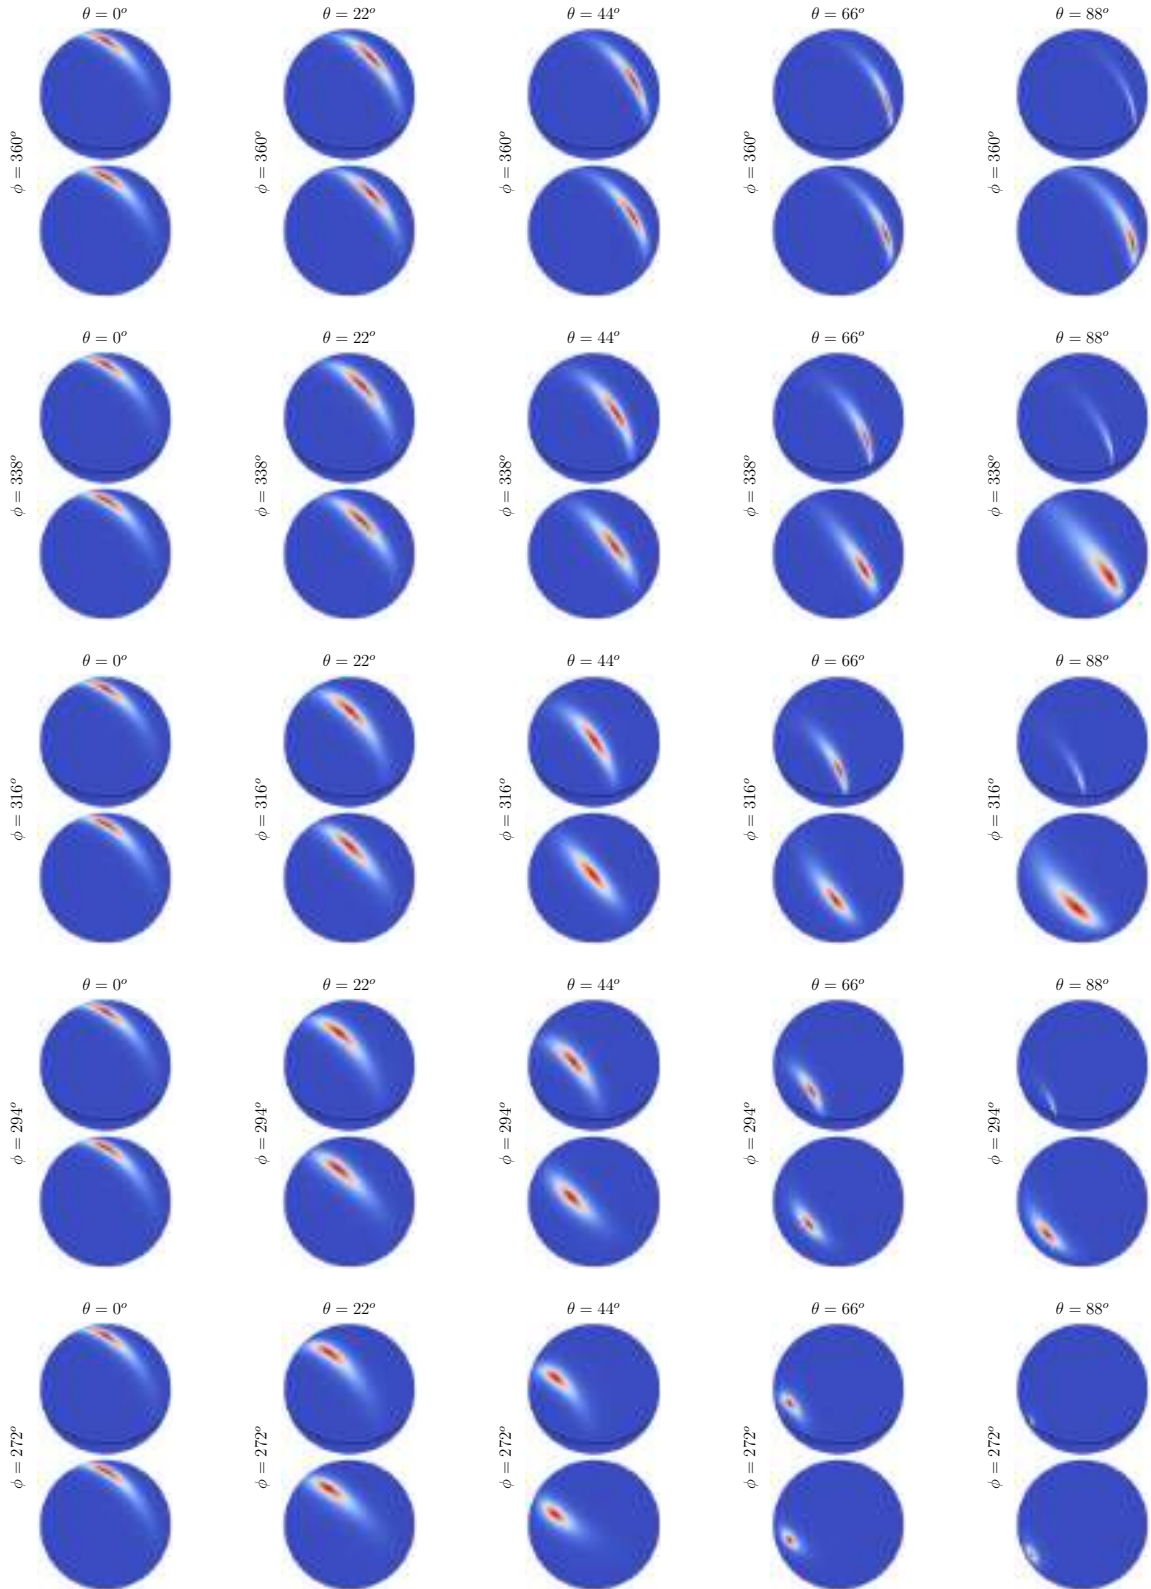 θ = 0° θ = 22° θ = 44° θ = 66° θ = 88°
ϕ = 360° ϕ = 360° ϕ = 360° ϕ = 360° ϕ = 360°
θ = 0° θ = 22° θ = 44° θ = 66° θ = 88°
ϕ = 338° ϕ = 338° ϕ = 338° ϕ = 338° ϕ = 338°
θ = 0° θ = 22° θ = 44° θ = 66° θ = 88°
ϕ = 316° ϕ = 316° ϕ = 316° ϕ = 316° ϕ = 316°
θ = 0° θ = 22° θ = 44° θ = 66° θ = 88°
ϕ = 294° ϕ = 294° ϕ = 294° ϕ = 294° ϕ = 294°
θ = 0° θ = 22° θ = 44° θ = 66° θ = 88°
ϕ = 272° ϕ = 272° ϕ = 272° ϕ = 272° ϕ = 272°